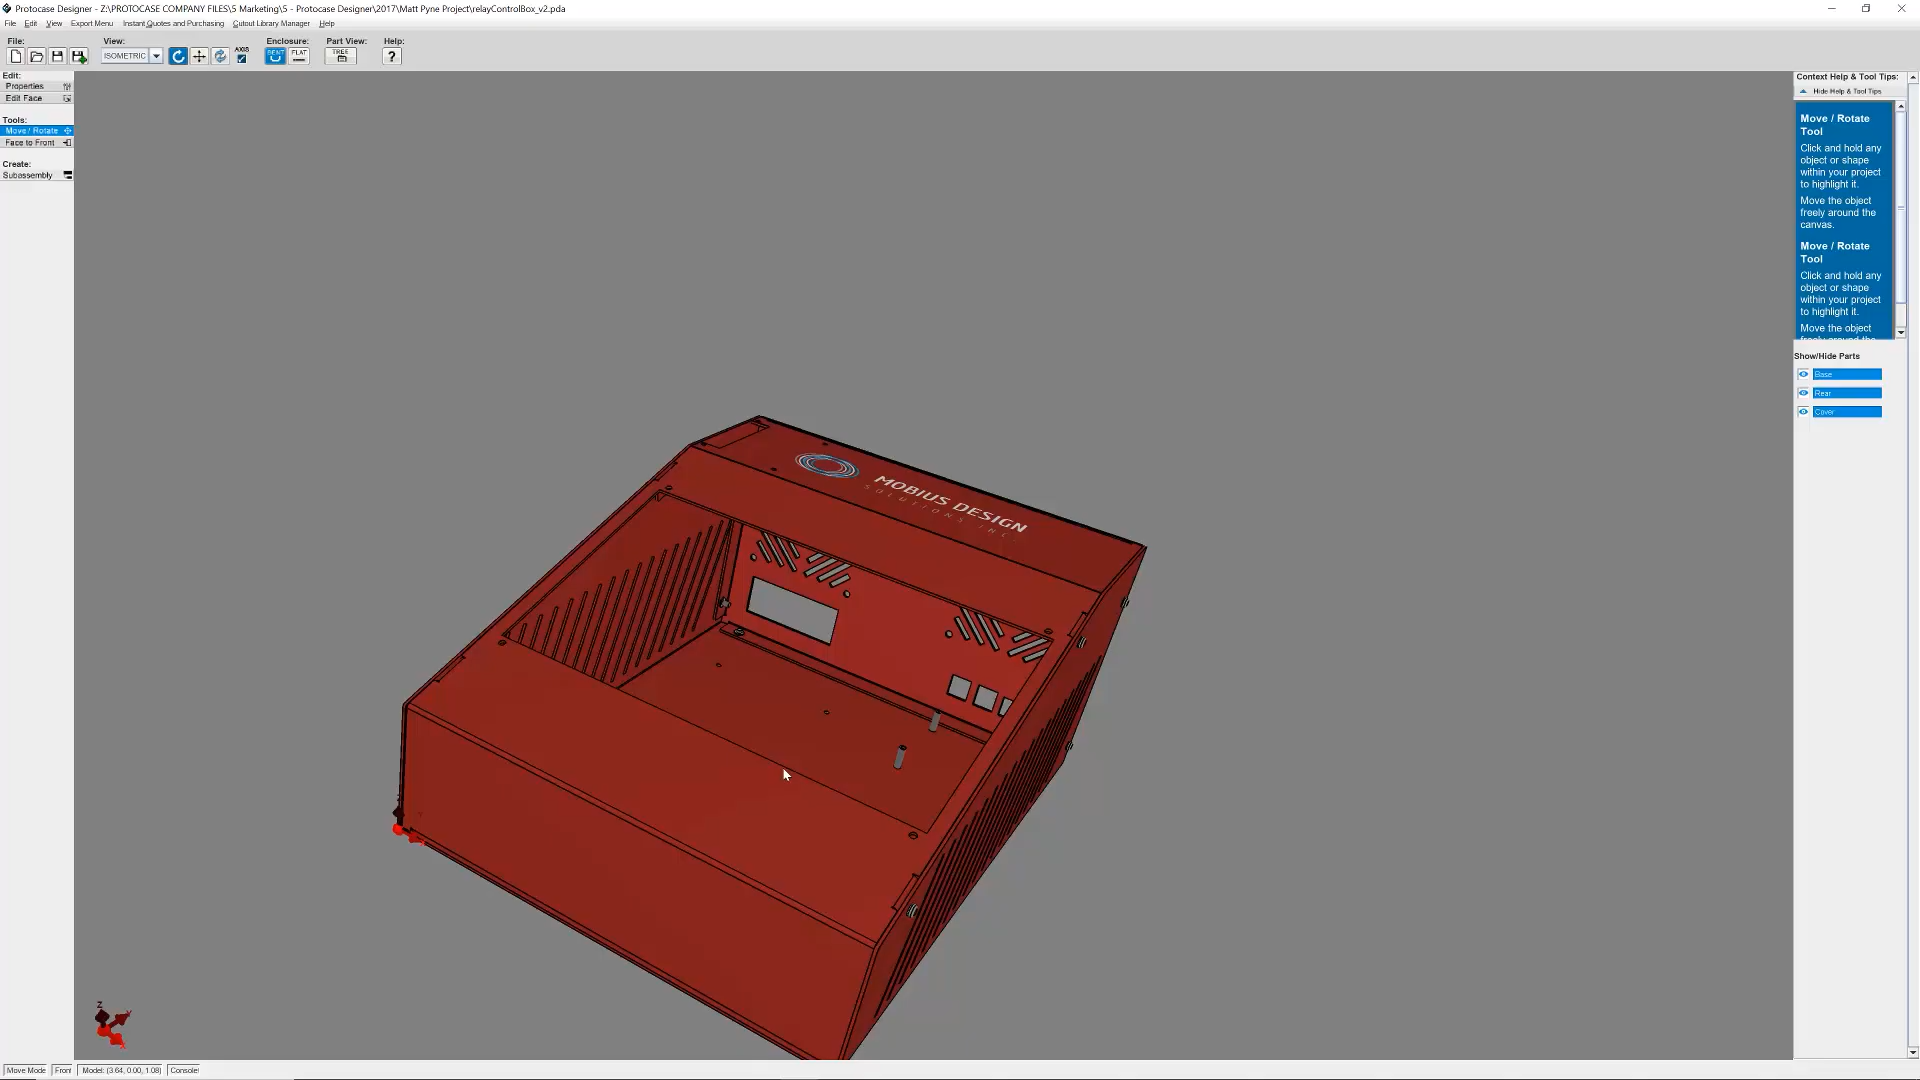 Protocase Designer - Z:\PROTOCASE COMPANY FILES\5 Marketing\5 - Protocase Designer\2017\Matt Pyne Project\relayControlBox_v2.pda
File Edit View Export Menu Instant Quotes and Purchasing Cutout Library Manager Help
File: View: Enclosure: Part View: Help:
ISOMETRIC AXIS BENT FLAT TREE ?
Edit:
Properties
Edit Face
Tools:
Move / Rotate
Face to Front
Create:
Subassembly
MOBIUS DESIGN
SOLUTIONS INC
Context Help & Tool Tips:
Hide Help & Tool Tips
Move / Rotate
Tool
Click and hold any
object or shape
within your project
to highlight it.
Move the object
freely around the
canvas.
Move / Rotate
Tool
Click and hold any
object or shape
within your project
to highlight it.
Move the object
freely around the
Show/Hide Parts
Base
Rear
Cover
Z
Y
X
Move Mode Front Model: (3.64, 0.00, 1.08) Console